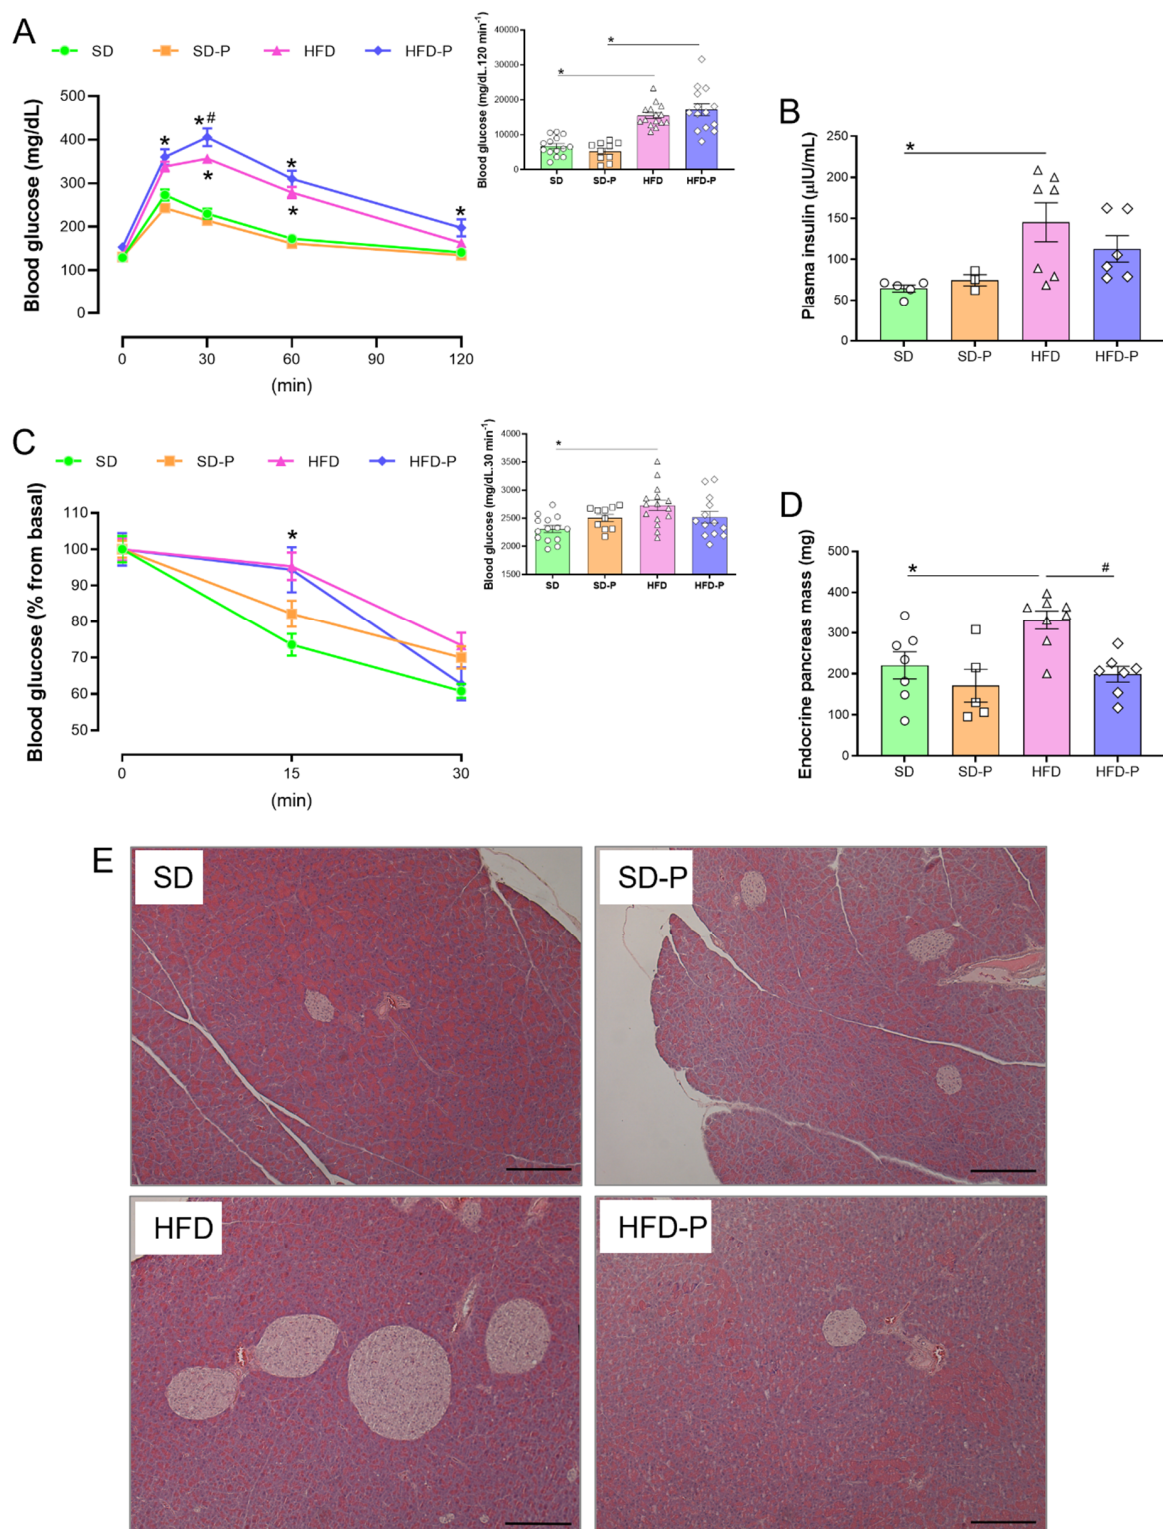 A
SD
SD-P
HFD
HFD-P
Blood glucose (mg/dL)
500
400
300
200
100
0
*
*#
*
*
*
*
0
30
60
90
120
(min)
Blood glucose (mg/dL.120 min-1)
40000
30000
20000
10000
0
*
*
SD
SD-P
HFD
HFD-P
B
Plasma insulin (µIU/mL)
250
200
150
100
50
0
*
SD
SD-P
HFD
HFD-P
C
SD
SD-P
HFD
HFD-P
Blood glucose (% from basal)
110
100
90
80
70
60
50
*
0
15
30
(min)
Blood glucose (mg/dL.30 min-1)
4000
3500
3000
2500
2000
1500
*
SD
SD-P
HFD
HFD-P
D
Endocrine pancreas mass (mg)
500
400
300
200
100
0
*
#
SD
SD-P
HFD
HFD-P
E
SD
SD-P
HFD
HFD-P